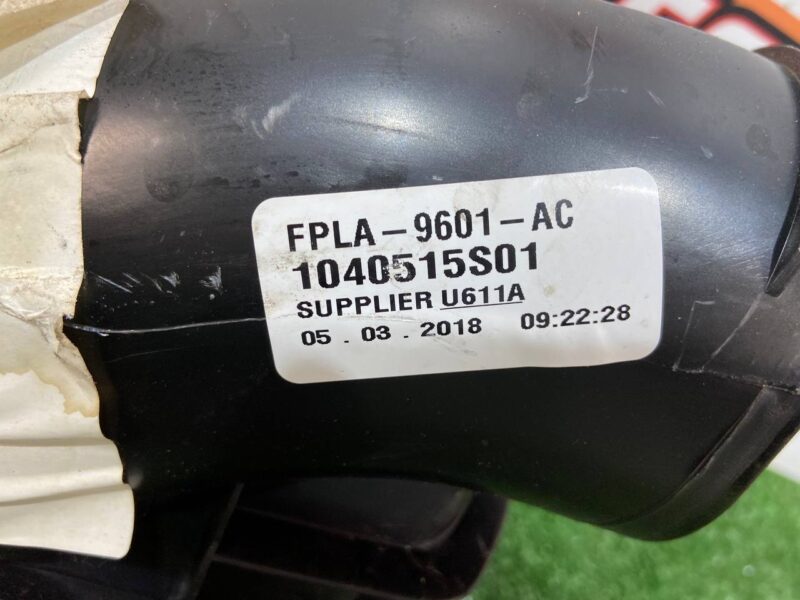 FPLA-9601-AC
1040515S01
SUPPLIER U611A
05 . 03 . 2018 09:22:28